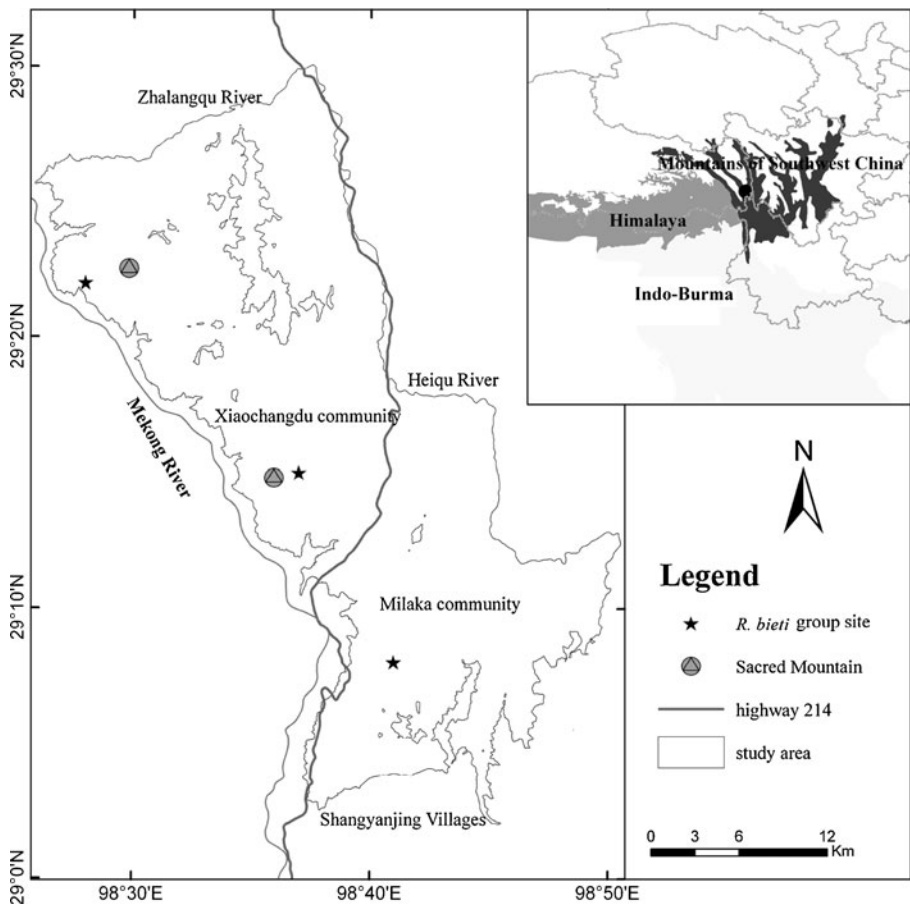 29°30'N
29°20'N
29°10'N
29°0'N
Zhalangqu River
Heiqu River
Xiaochangdu community
Mekong River
Milaka community
Shangyanjing Villages
98°30'E
98°40'E
98°50'E
Mountains of Southwest China
Himalaya
Indo-Burma
N
Legend
R. bieti group site
Sacred Mountain
highway 214
study area
0 3 6 12
Km